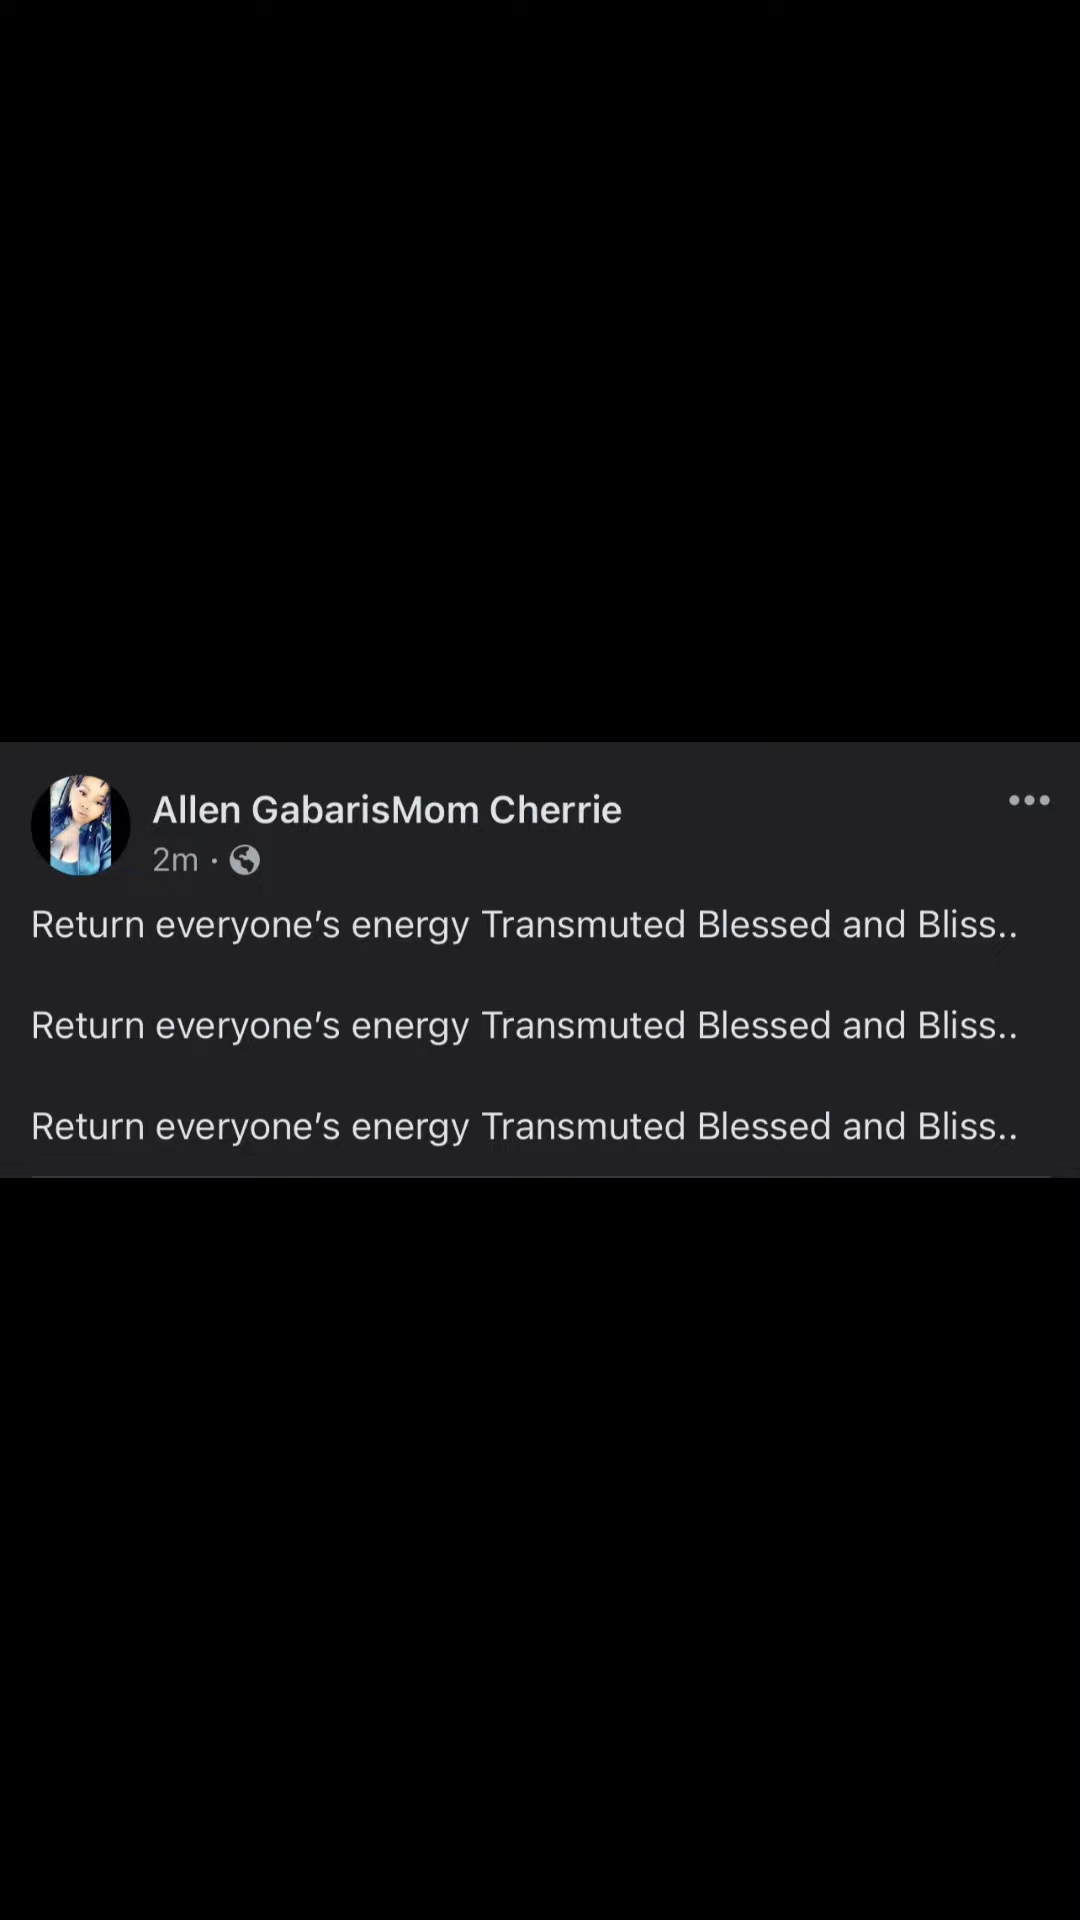 Allen GabarisMom Cherrie
2m ·
Return everyone’s energy Transmuted Blessed and Bliss..
Return everyone’s energy Transmuted Blessed and Bliss..
Return everyone’s energy Transmuted Blessed and Bliss..